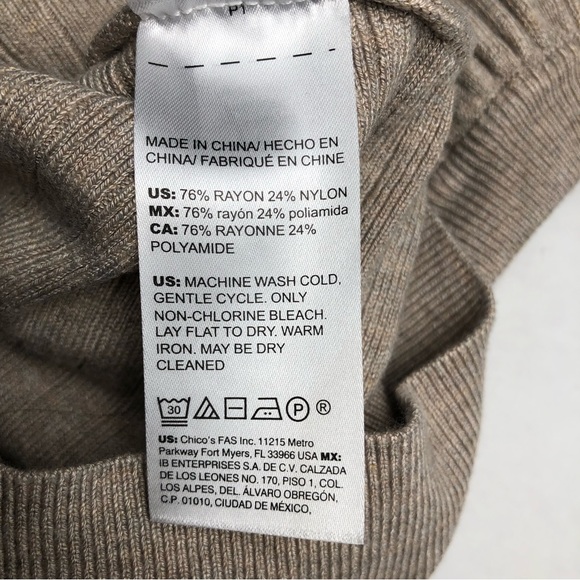 P1
MADE IN CHINA/ HECHO EN
CHINA/ FABRIQUÉ EN CHINE
US: 76% RAYON 24% NYLON
MX: 76% rayón 24% poliamida
CA: 76% RAYONNE 24%
POLYAMIDE
US: MACHINE WASH COLD,
GENTLE CYCLE. ONLY
NON-CHLORINE BLEACH.
LAY FLAT TO DRY. WARM
IRON. MAY BE DRY
CLEANED
30 P ®
US: Chico's FAS Inc. 11215 Metro
Parkway Fort Myers, FL 33966 USA MX:
IB ENTERPRISES S.A. DE C.V. CALZADA
DE LOS LEONES NO. 170, PISO 1, COL.
LOS ALPES, DEL. ÁLVARO OBREGÓN,
C.P. 01010, CIUDAD DE MÉXICO,